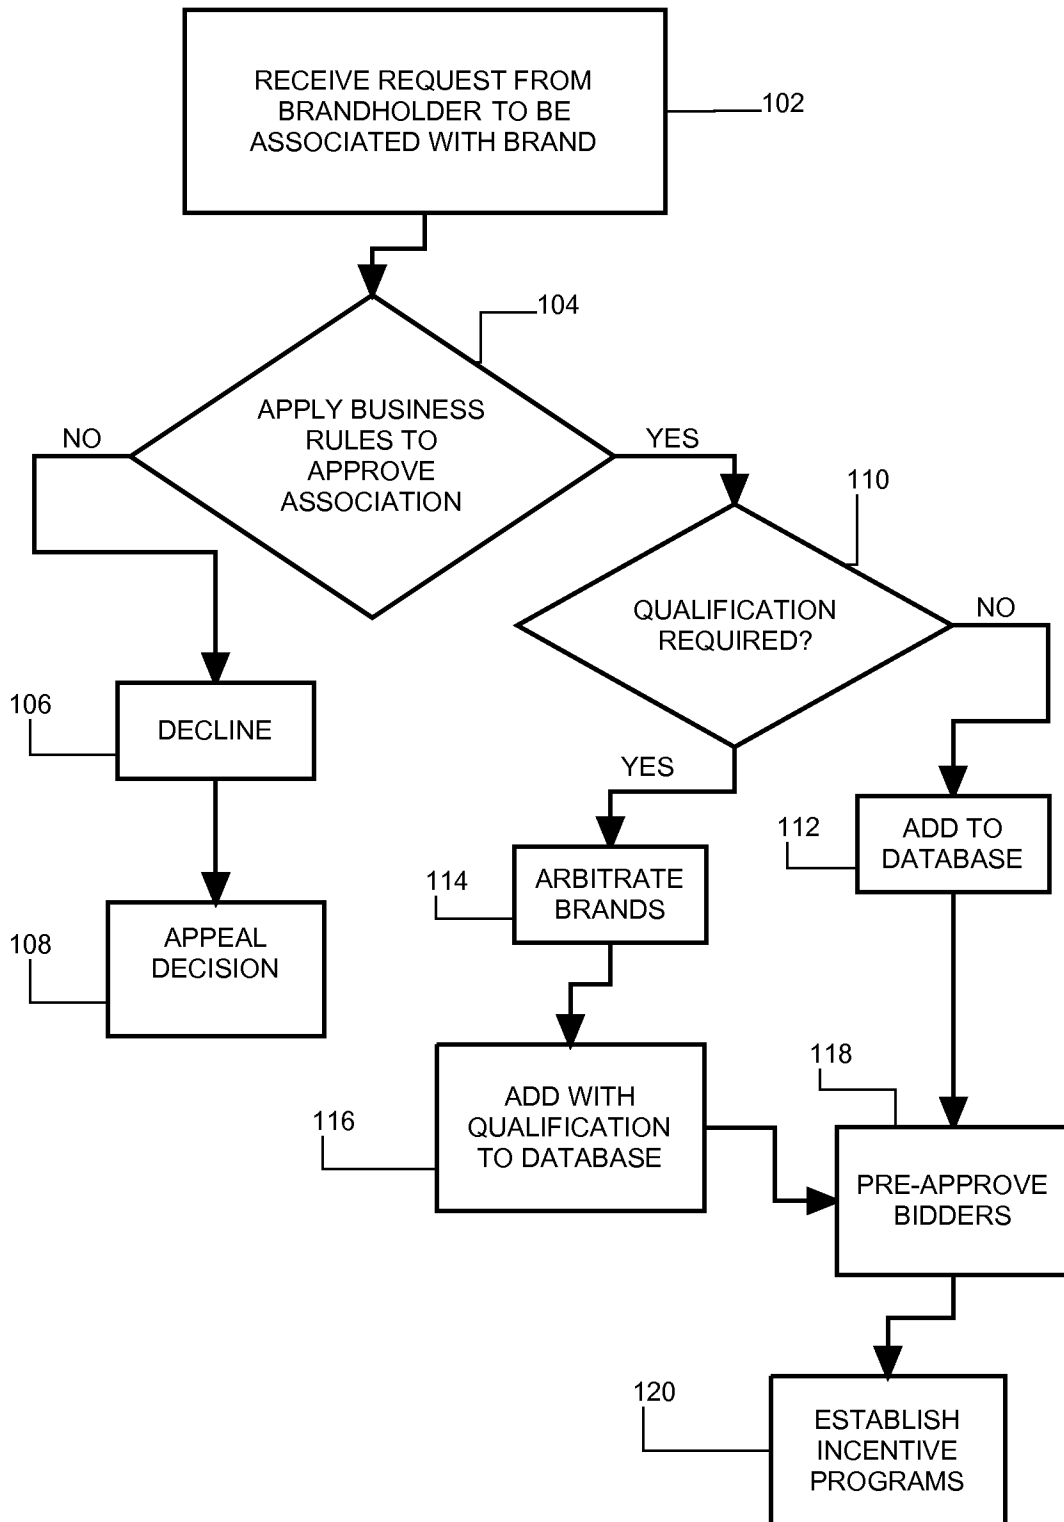 RECEIVE REQUEST FROM
BRANDHOLDER TO BE
ASSOCIATED WITH BRAND
102
104
APPLY BUSINESS
RULES TO
APPROVE
ASSOCIATION
NO
YES
110
QUALIFICATION
REQUIRED?
NO
YES
106
DECLINE
112
ADD TO
DATABASE
114
ARBITRATE
BRANDS
108
APPEAL
DECISION
116
ADD WITH
QUALIFICATION
TO DATABASE
118
PRE-APPROVE
BIDDERS
120
ESTABLISH
INCENTIVE
PROGRAMS